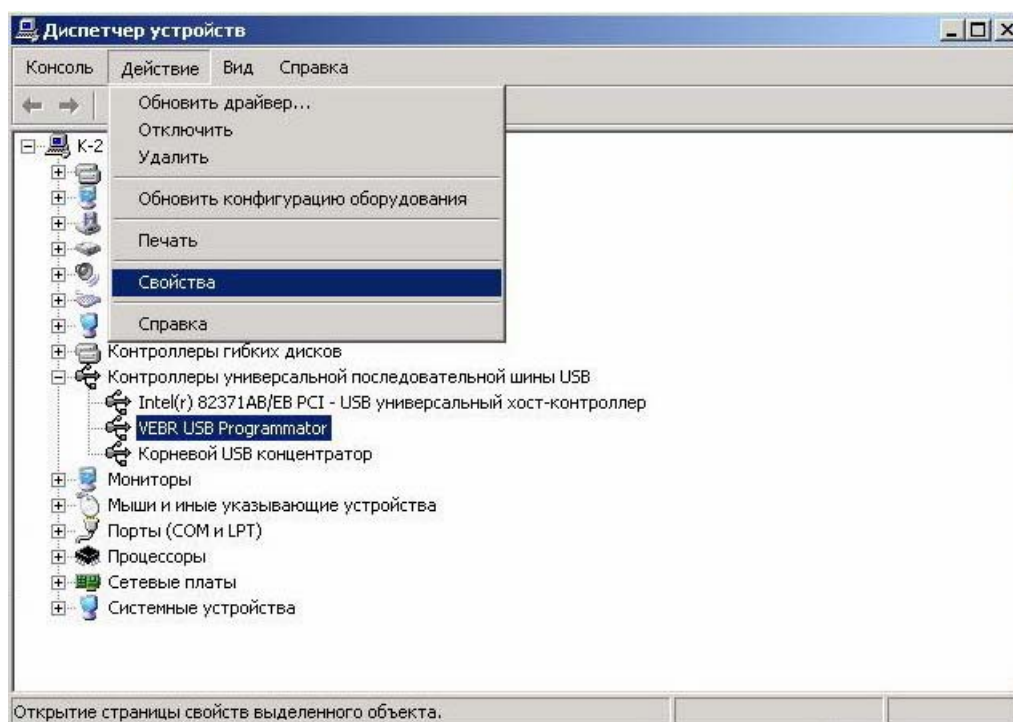 Диспетчер устройств
Консоль Действие Вид Справка
Обновить драйвер...
Отключить
К-2
Удалить
Обновить конфигурацию оборудования
Печать
Свойства
Справка
Контроллеры гибких дисков
Контроллеры универсальной последовательной шины USB
Intel(r) 82371AB/EB PCI - USB универсальный хост-контроллер
VEBR USB Programmator
Корневой USB концентратор
Мониторы
Мыши и иные указывающие устройства
Порты (COM и LPT)
Процессоры
Сетевые платы
Системные устройства
Открытие страницы свойств выделенного объекта.